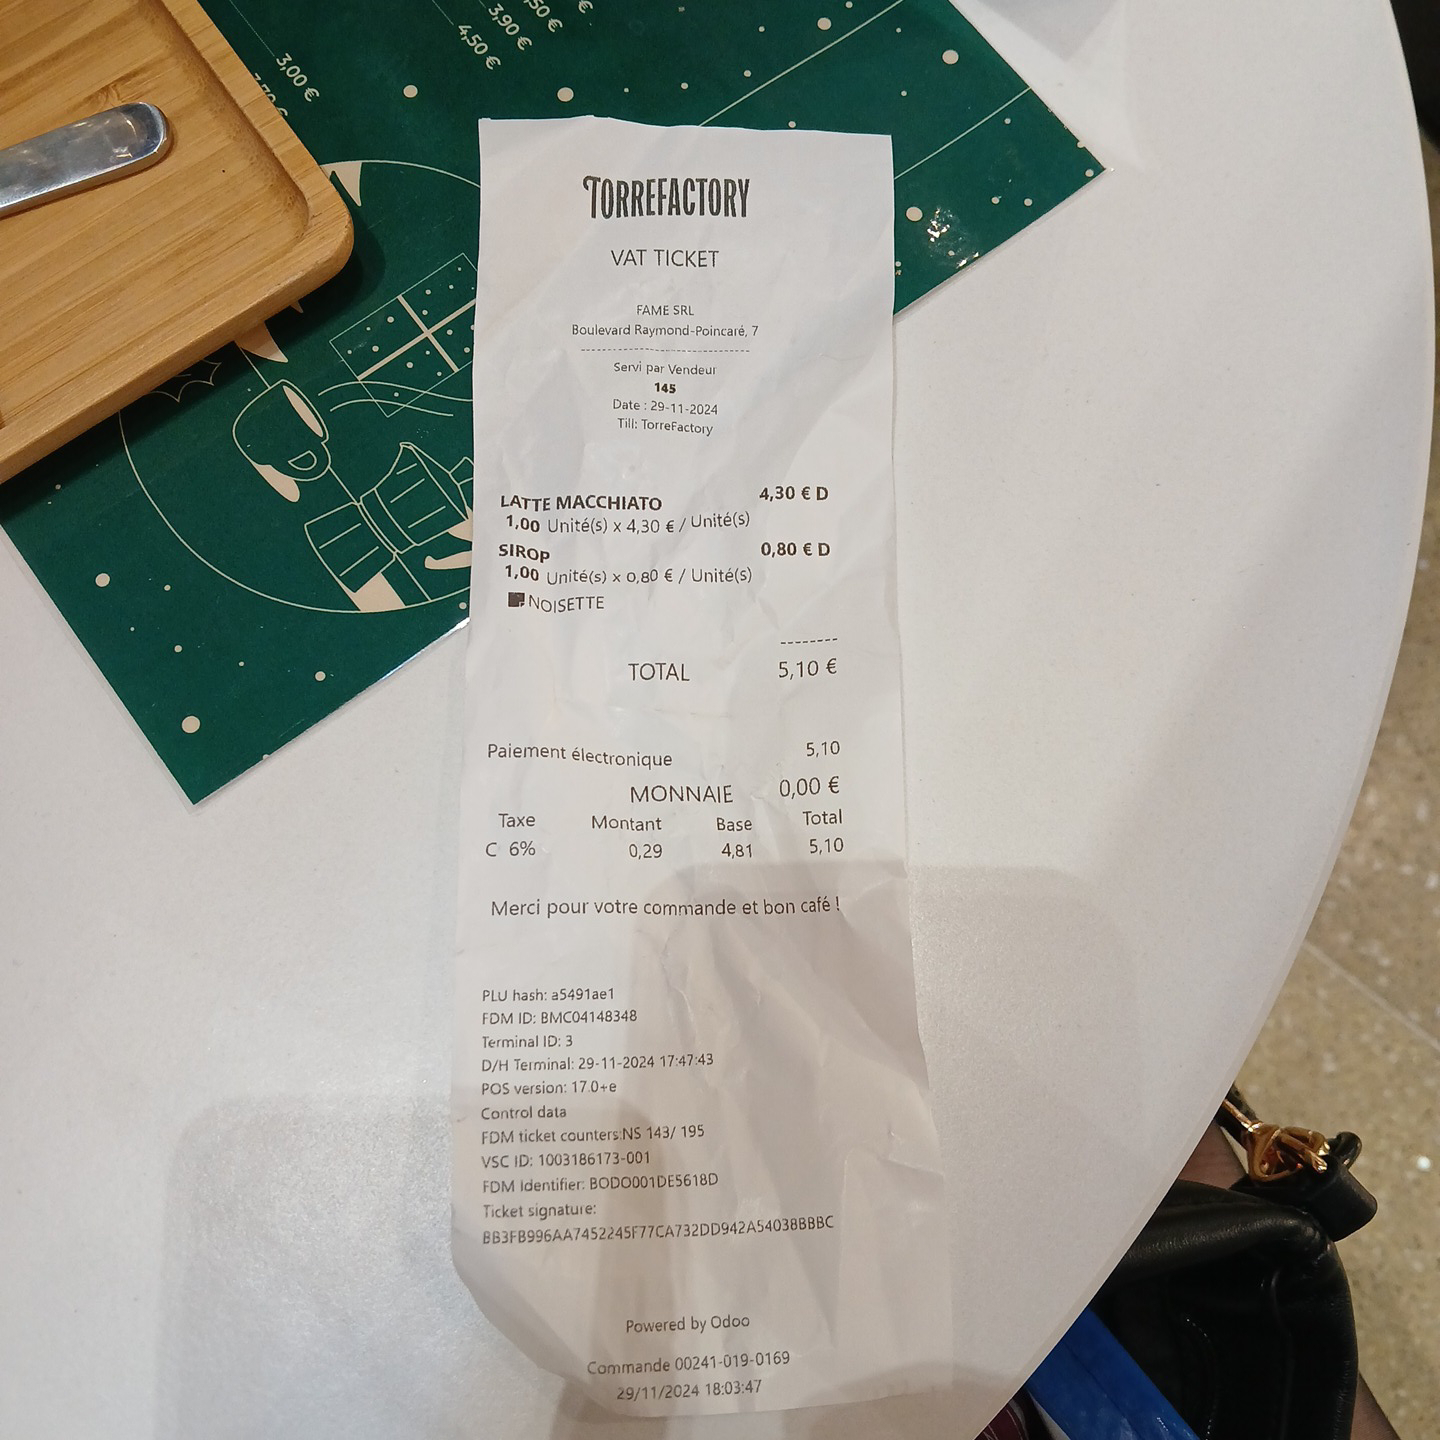 ,50 €
3,90 €
4,50 €
3,00 €
TORREFACTORY
VAT TICKET
FAME SRL
Boulevard Raymond-Poincaré, 7
--------------------------------
Servi par Vendeur
145
Date : 29-11-2024
Till: TorreFactory
LATTE MACCHIATO 4,30 € D
1,00 Unité(s) x 4,30 € / Unité(s)
SIROP 0,80 € D
1,00 Unité(s) x 0,80 € / Unité(s)
NOISETTE
--------
TOTAL 5,10 €
Paiement électronique 5,10
MONNAIE 0,00 €
Taxe Montant Base Total
C 6% 0,29 4,81 5,10
Merci pour votre commande et bon café !
PLU hash: a5491ae1
FDM ID: BMC04148348
Terminal ID: 3
D/H Terminal: 29-11-2024 17:47:43
POS version: 17.0+e
Control data
FDM ticket counters:NS 143/ 195
VSC ID: 1003186173-001
FDM Identifier: BODO001DE5618D
Ticket signature:
BB3FB996AA7452245F77CA732DD942A54038BBBC
Powered by Odoo
Commande 00241-019-0169
29/11/2024 18:03:47